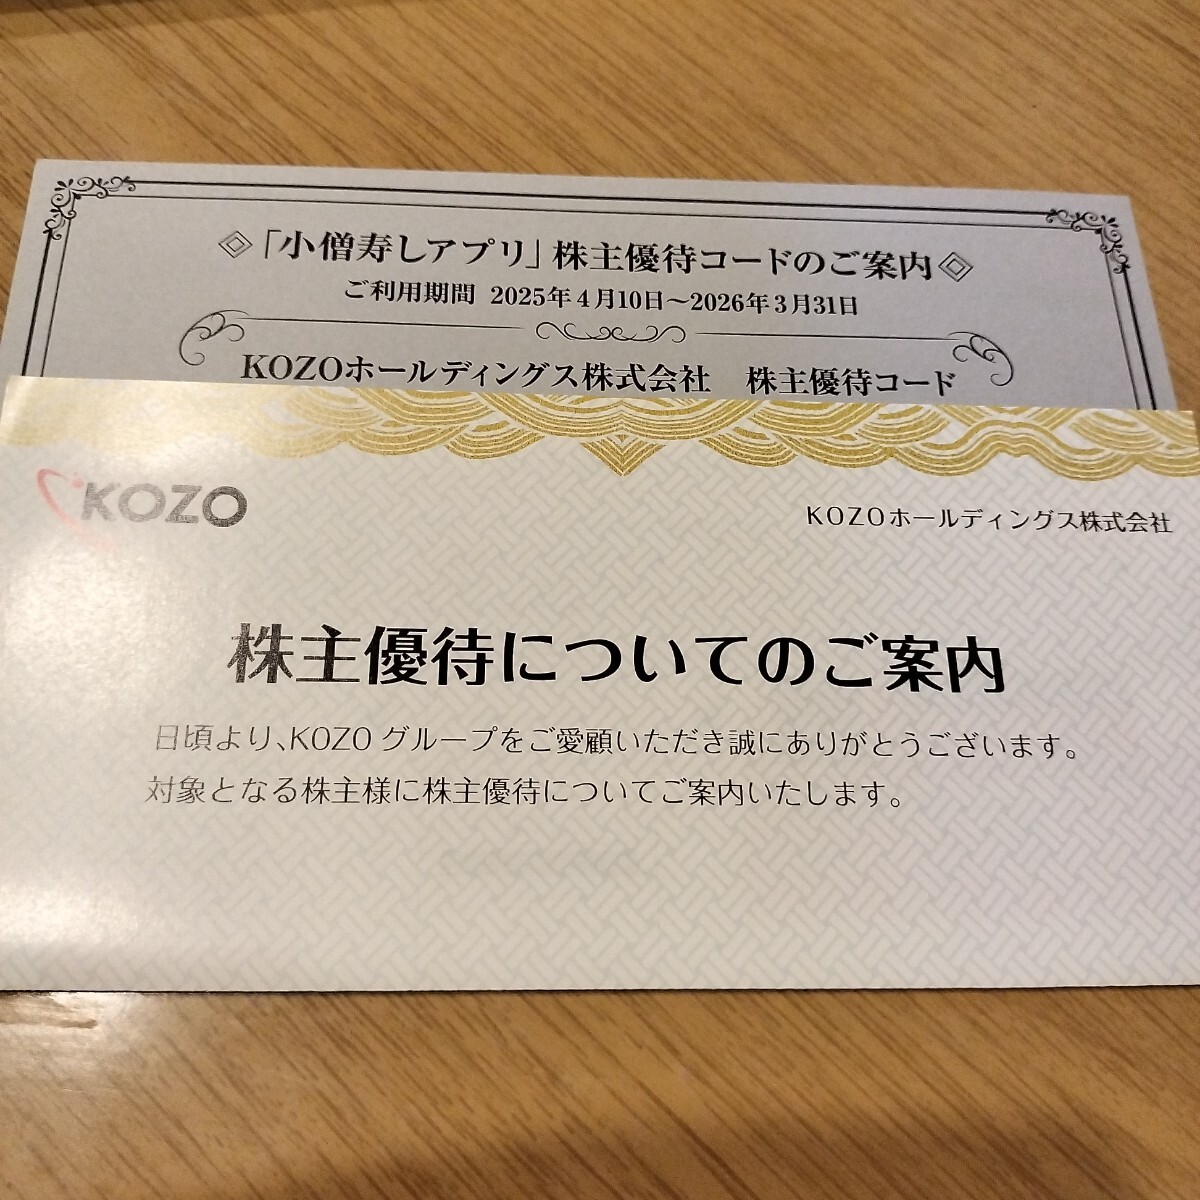 「小僧寿しアプリ」株主優待コードのご案内
ご利用期間 2025年4月10日～2026年3月31日
KOZOホールディングス株式会社 株主優待コード
KOZO
KOZOホールディングス株式会社
株主優待についてのご案内
日頃より、KOZOグループをご愛顧いただき誠にありがとうございます。
対象となる株主様に株主優待についてご案内いたします。